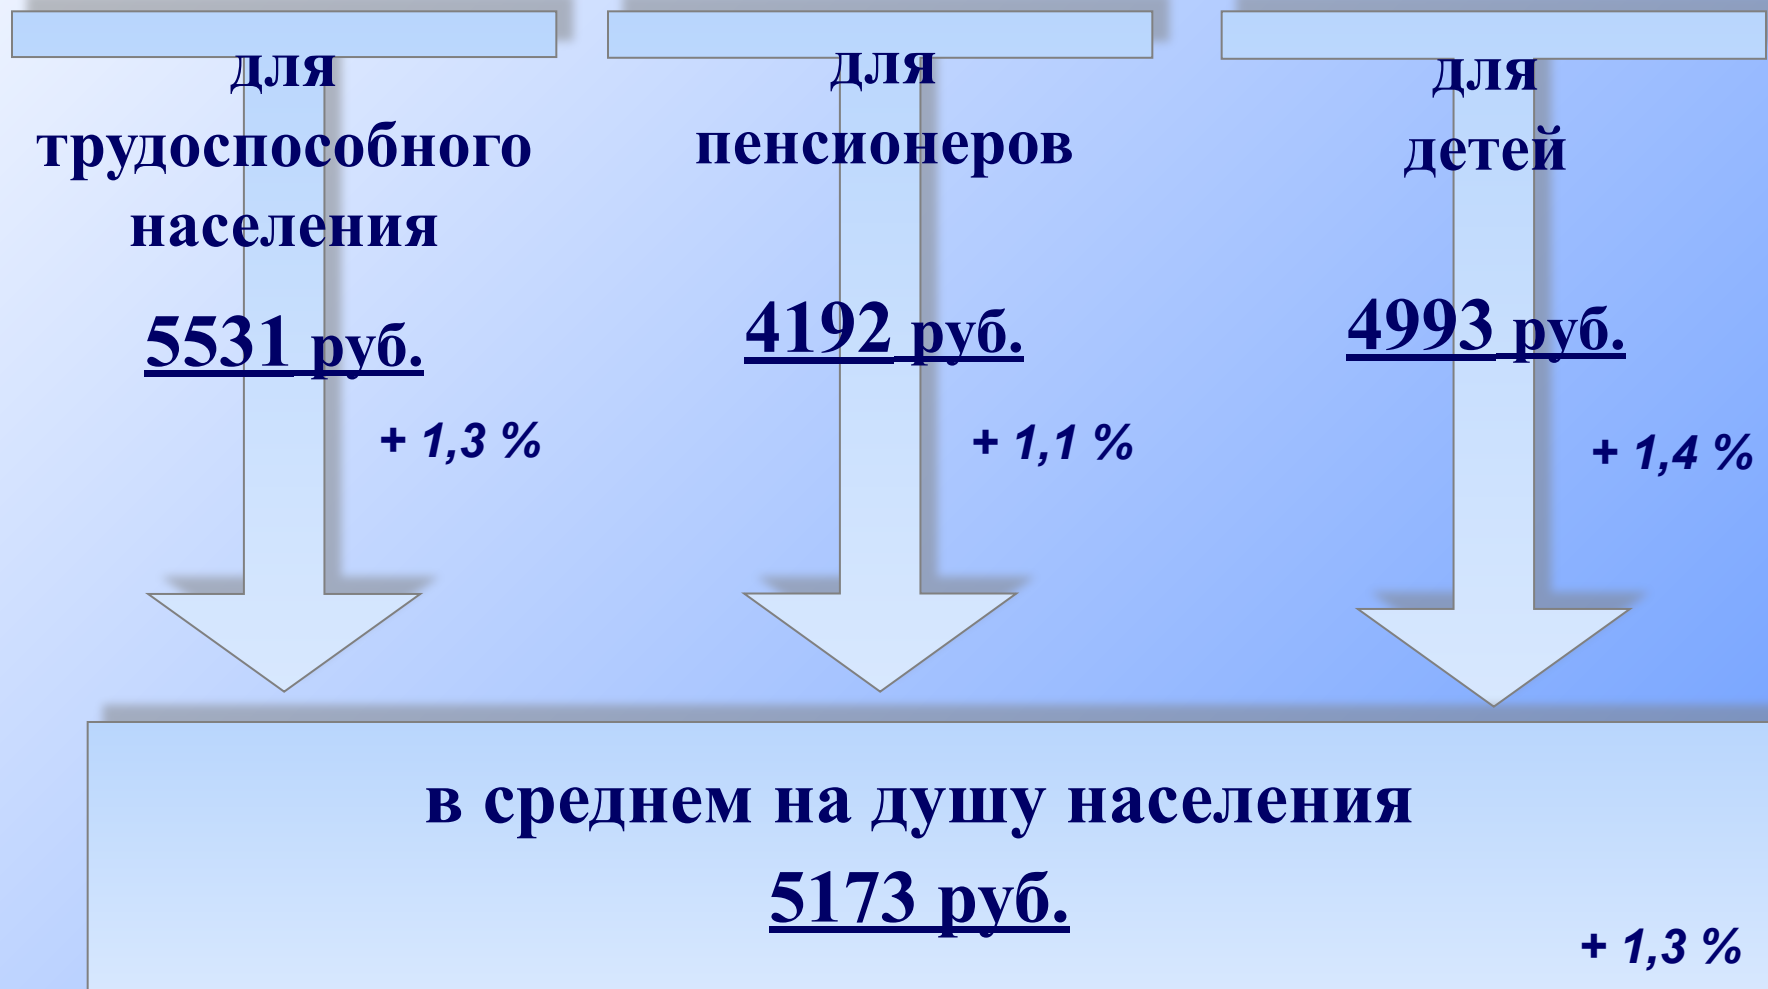 для
трудоспособного
населения
5531 руб.
+ 1,3 %
для
пенсионеров
4192 руб.
+ 1,1 %
для
детей
4993 руб.
+ 1,4 %
в среднем на душу населения
5173 руб.
+ 1,3 %